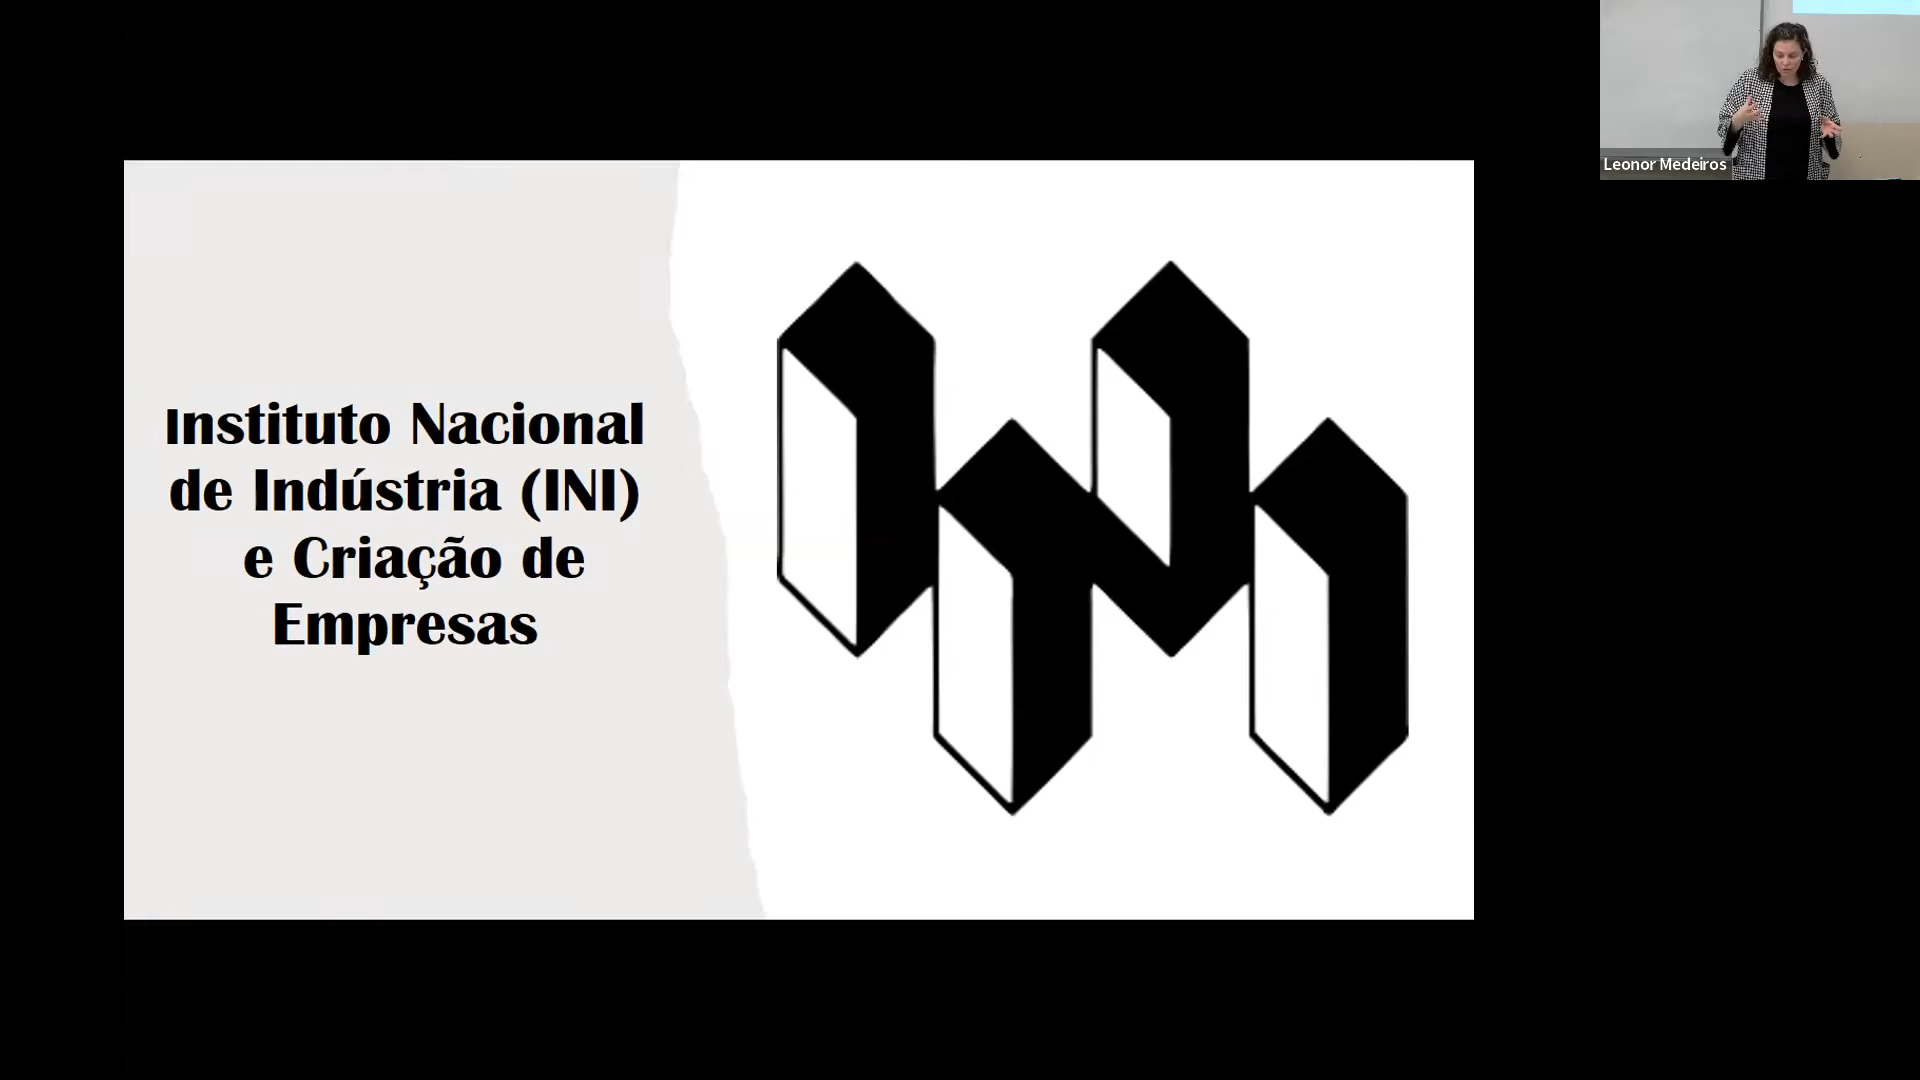 Leonor Medeiros
Instituto Nacional
de Indústria (INI)
e Criação de
Empresas